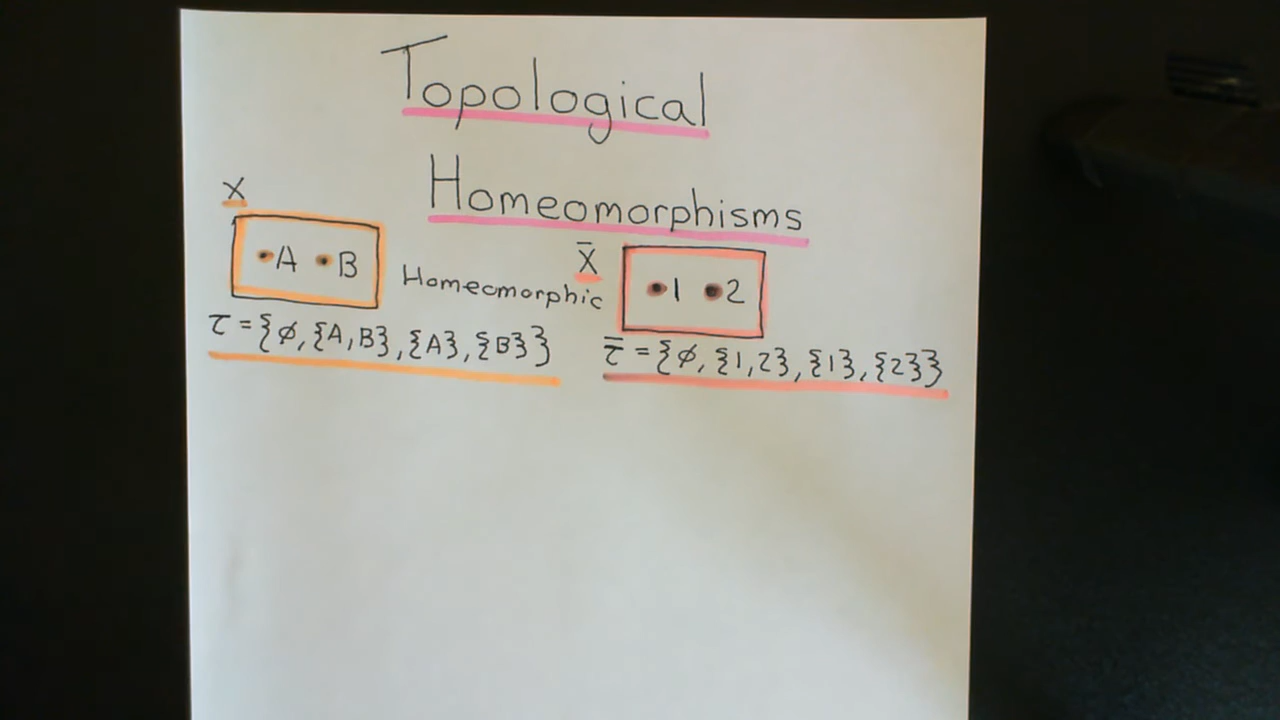 Topological
Homeomorphisms
X
• A • B
Homeomorphic
X̄
• 1 • 2
τ = {∅, {A, B}, {A}, {B}}
τ̄ = {∅, {1, 2}, {1}, {2}}